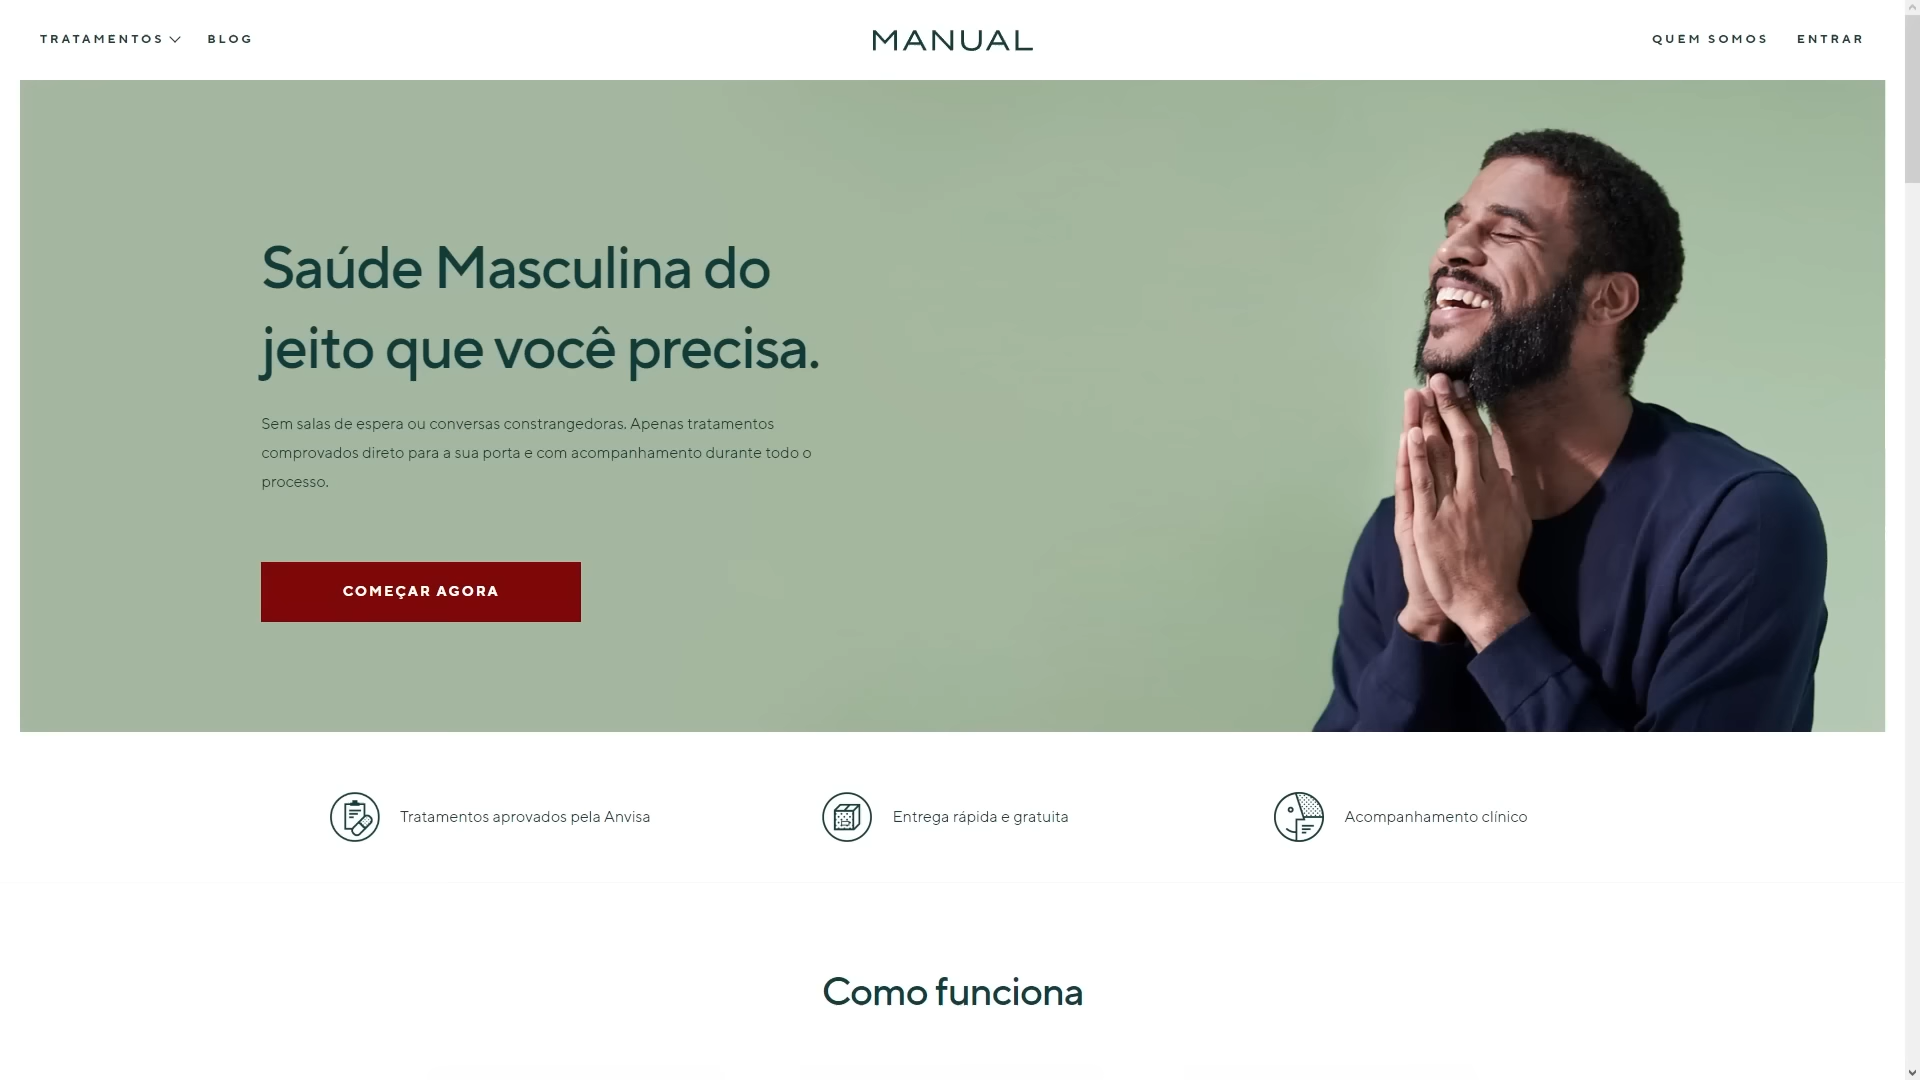 TRATAMENTOS
BLOG
MANUAL
QUEM SOMOS
ENTRAR
Saúde Masculina do
jeito que você precisa.
Sem salas de espera ou conversas constrangedoras. Apenas tratamentos
comprovados direto para a sua porta e com acompanhamento durante todo o
processo.
COMEÇAR AGORA
Tratamentos aprovados pela Anvisa
Entrega rápida e gratuita
Acompanhamento clínico
Como funciona